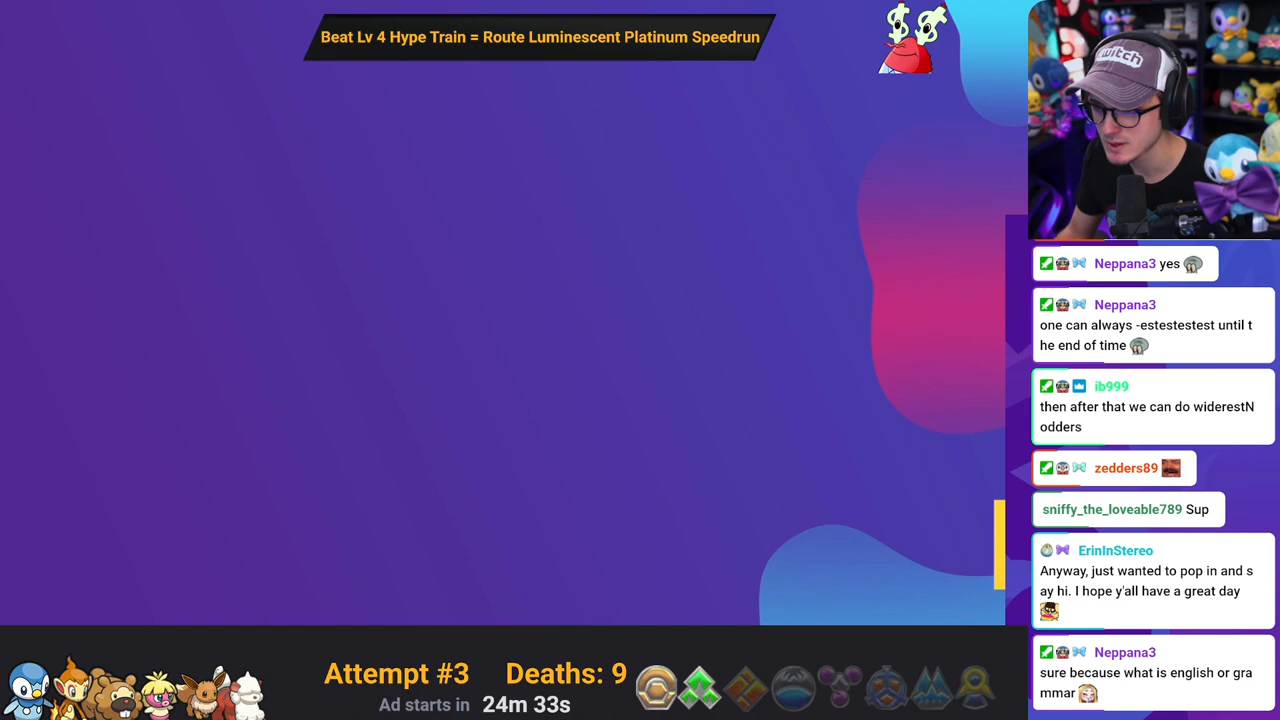 Beat Lv 4 Hype Train = Route Luminescent Platinum Speedrun
twitch
Neppana3 yes
Neppana3
one can always -estestestest until t
he end of time
ib999
then after that we can do widerestN
odders
zedders89
sniffy_the_loveable789 Sup
ErinInStereo
Anyway, just wanted to pop in and s
ay hi. I hope y'all have a great day
Neppana3
sure because what is english or gra
mmar
Attempt #3 Deaths: 9
Ad starts in 24m 33s